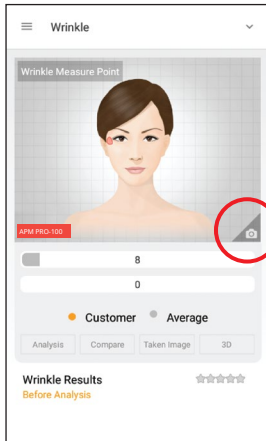 Wrinkle
Wrinkle Measure Point
APM PRO-100
8
0
Customer Average
Analysis Compare Taken Image 3D
Wrinkle Results
Before Analysis